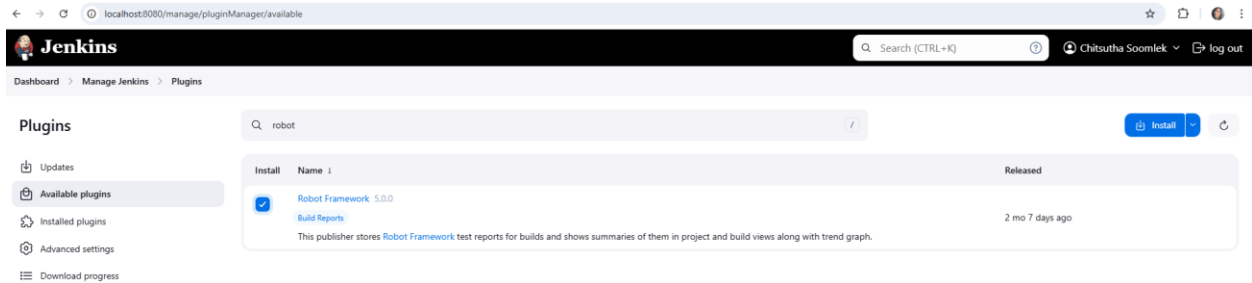 localhost:8080/manage/pluginManager/available
Jenkins
Search (CTRL+K)
?
Chitsutha Soomlek
log out
Dashboard > Manage Jenkins > Plugins
Plugins
robot
/
Install
Updates
Available plugins
Installed plugins
Advanced settings
Download progress
Install Name ↓ Released
Robot Framework 5.0.0
Build Reports
This publisher stores Robot Framework test reports for builds and shows summaries of them in project and build views along with trend graph.
2 mo 7 days ago